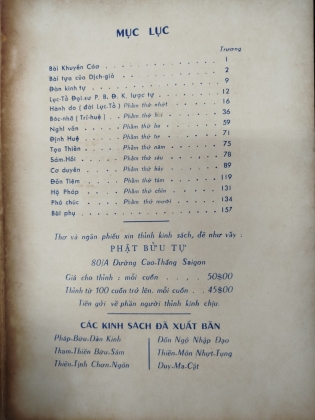 MỤC LỤC
Trương
Bài Khuyến Cáo 1
Bài tựa của Dịch-giả 2
Đàn kinh tự 9
Lục-Tổ Đại-sư P. B. Đ. K. lược tự 12
Hành do (đời Lục-Tổ) Phẩm thứ nhứt 16
Bác-nhã (Trí-huệ) Phẩm thứ hai 36
Nghi vấn Phẩm thứ ba 59
Định Huệ Phẩm thứ tư 71
Tọa Thiền Phẩm thứ năm 75
Sám-Hối Phẩm thứ sáu 78
Cơ duyên Phẩm thứ bảy 89
Đốn Tiệm Phẩm thứ tám 119
Hộ Pháp Phẩm thứ chín 131
Phó chúc Phẩm thứ mười 134
Bài phụ 157
Thơ và ngân phiếu xin thỉnh kinh sách, đề như vầy :
PHẬT BỬU TỰ
80/A Đường Cao-Thắng Saigon
Giá cho thỉnh : mỗi cuốn 50$00
Thỉnh từ 100 cuốn trở lên, mỗi cuốn 45$00
Tiền gởi về phần người thỉnh kinh chịu.
CÁC KINH SÁCH ĐÃ XUẤT BẢN
Pháp-Bửu-Đàn Kinh Đốn Ngộ Nhập Đạo
Tham-Thiền Bửu-Sám Thiền-Môn Nhựt-Tụng
Thiền-Tịnh Chơn-Ngôn Duy-Ma-Cật